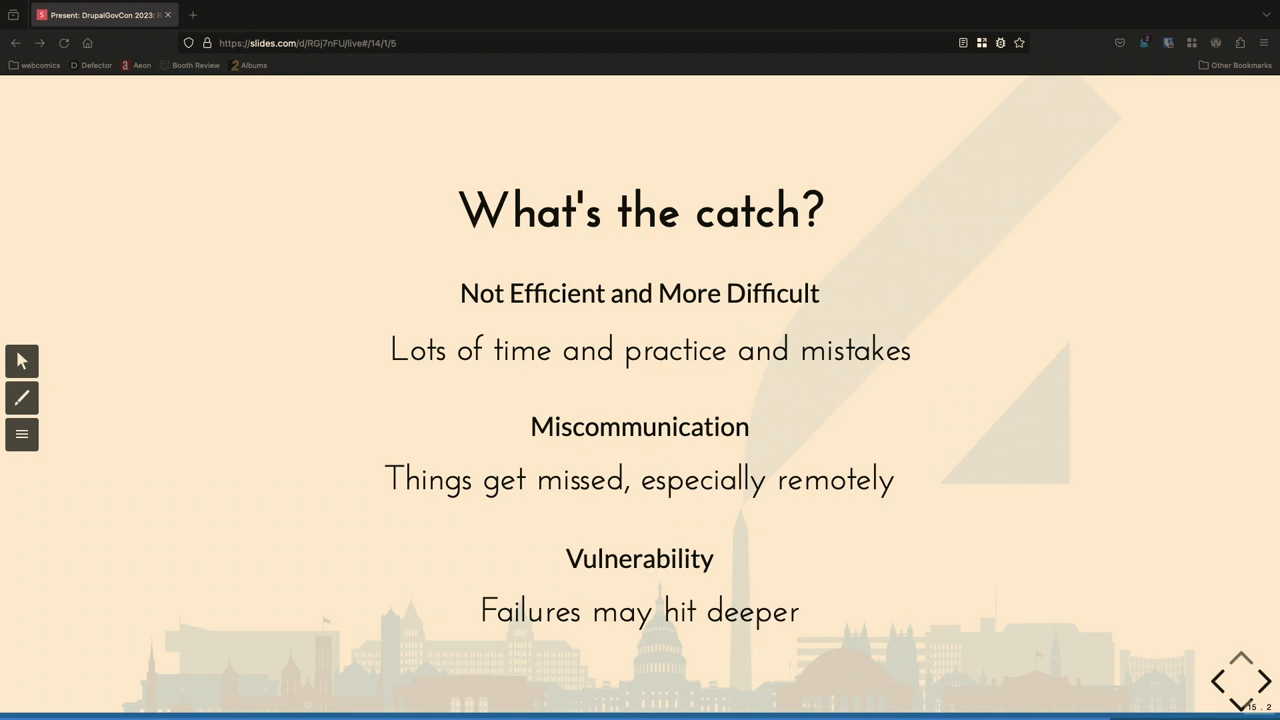 Present: DrupalGovCon 2023:
https://slides.com/d/RGj7nFU/live#/14/1/5
webcomics
Defector
Aeon
Booth Review
Albums
Other Bookmarks
What's the catch?
Not Efficient and More Difficult
Lots of time and practice and mistakes
Miscommunication
Things get missed, especially remotely
Vulnerability
Failures may hit deeper
15 . 2